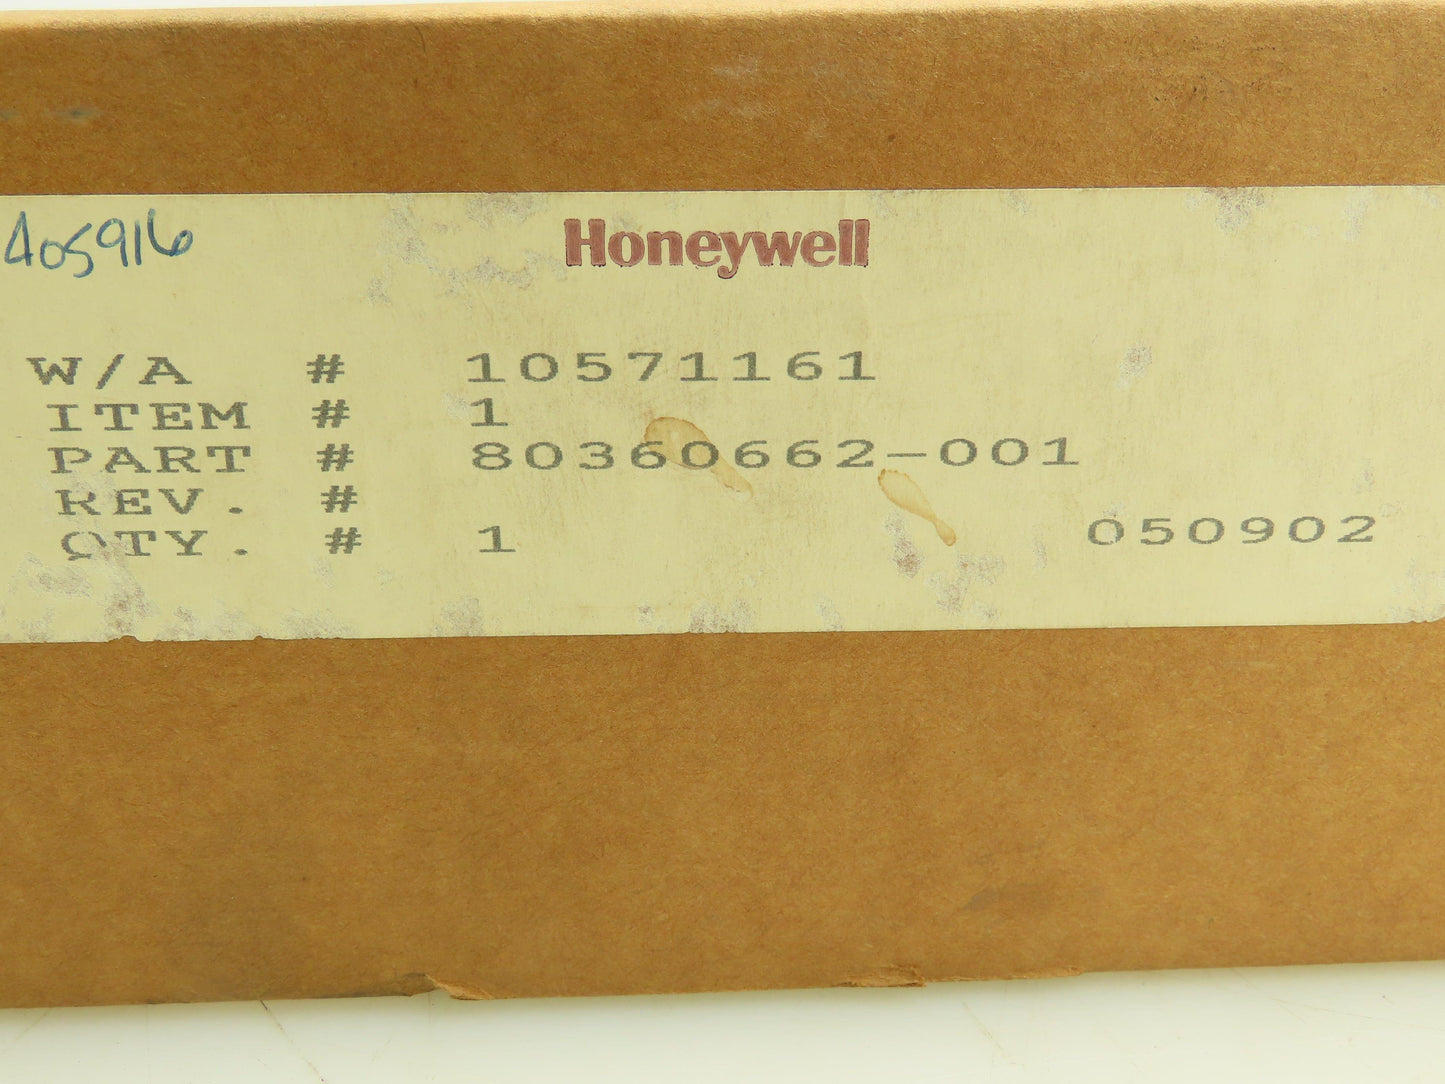 405916
Honeywell
W/A # 10571161
ITEM # 1
PART # 80360662-001
REV. #
QTY. # 1 050902